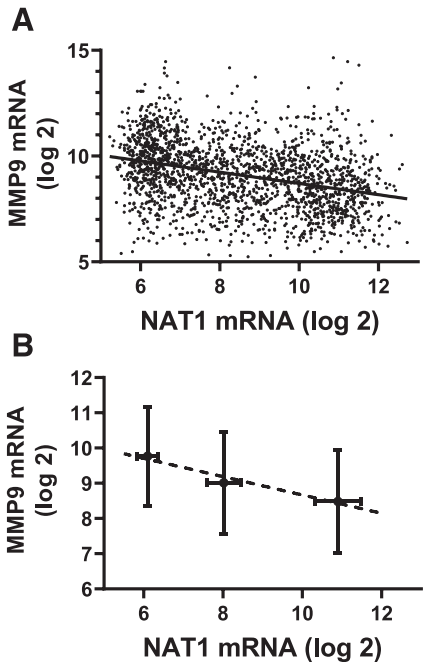 A
MMP9 mRNA
(log 2)
15
10
5
6 8 10 12
NAT1 mRNA (log 2)
B
MMP9 mRNA
(log 2)
12
11
10
9
8
7
6
6 8 10 12
NAT1 mRNA (log 2)